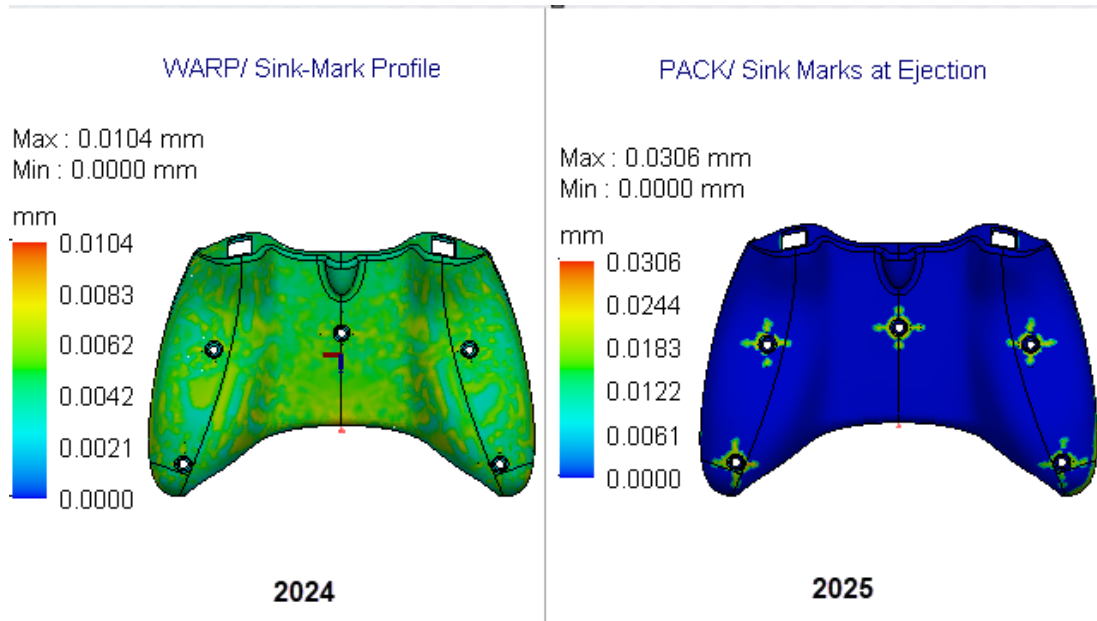 WARP/ Sink-Mark Profile
Max : 0.0104 mm
Min : 0.0000 mm
mm
0.0104
0.0083
0.0062
0.0042
0.0021
0.0000
2024
PACK/ Sink Marks at Ejection
Max : 0.0306 mm
Min : 0.0000 mm
mm
0.0306
0.0244
0.0183
0.0122
0.0061
0.0000
2025